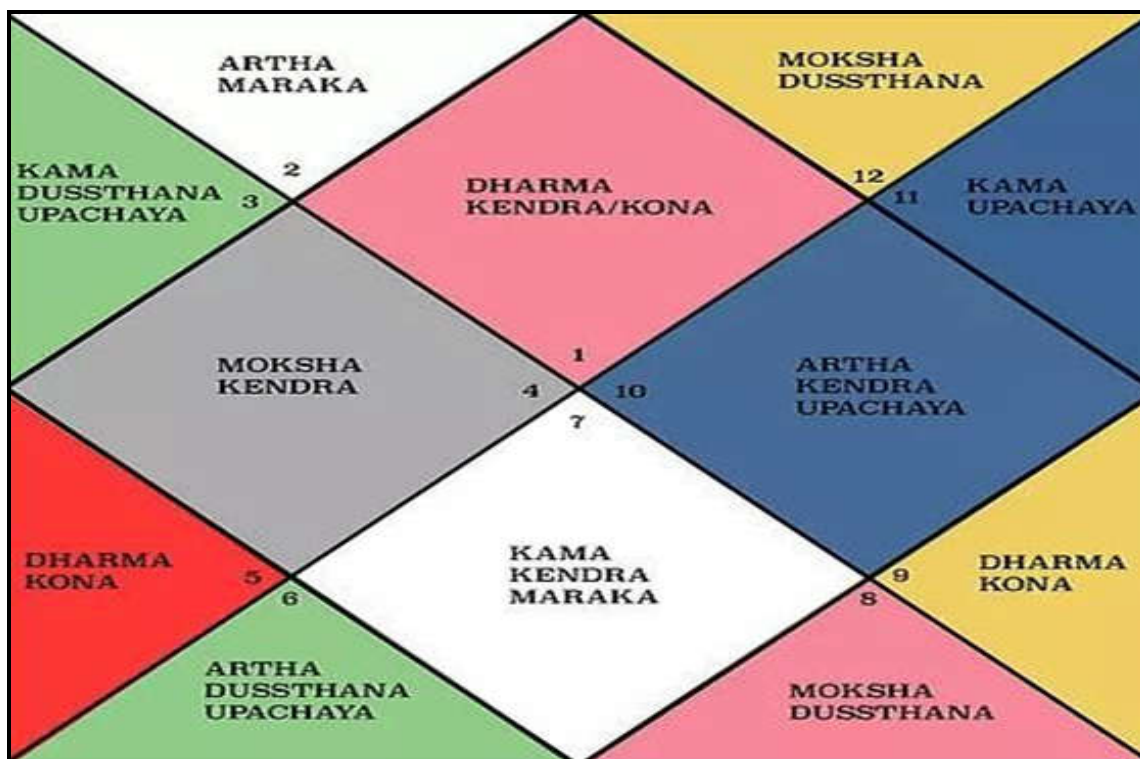 ARTHA
MARAKA
2
MOKSHA
DUSSTHANA
12
KAMA
DUSSTHANA
UPACHAYA
3
DHARMA
KENDRA/KONA
1
KAMA
UPACHAYA
11
MOKSHA
KENDRA
4
ARTHA
KENDRA
UPACHAYA
10
DHARMA
KONA
5
KAMA
KENDRA
MARAKA
7
DHARMA
KONA
9
ARTHA
DUSSTHANA
UPACHAYA
6
MOKSHA
DUSSTHANA
8